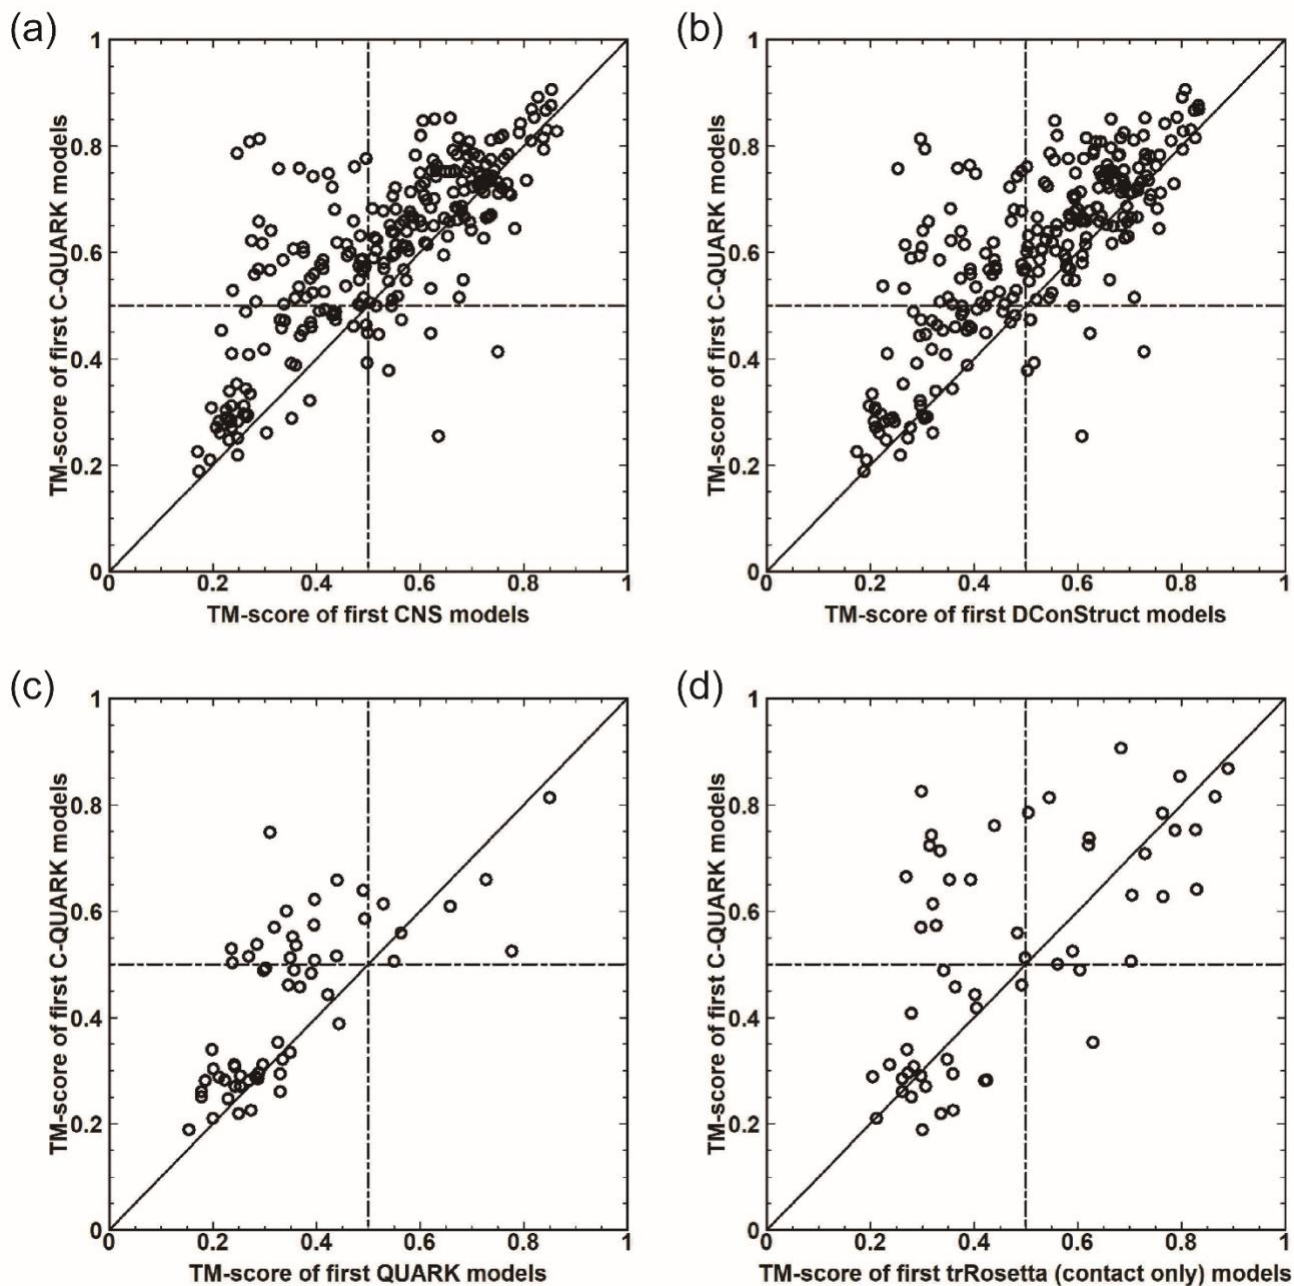 (a)
(b)
1
0.8
0.6
0.4
0.2
0
TM-score of first C-QUARK models
0 0.2 0.4 0.6 0.8 1
TM-score of first CNS models
1
0.8
0.6
0.4
0.2
0
TM-score of first C-QUARK models
0 0.2 0.4 0.6 0.8 1
TM-score of first DConStruct models
(c)
(d)
1
0.8
0.6
0.4
0.2
0
TM-score of first C-QUARK models
0 0.2 0.4 0.6 0.8 1
TM-score of first QUARK models
1
0.8
0.6
0.4
0.2
0
TM-score of first C-QUARK models
0 0.2 0.4 0.6 0.8 1
TM-score of first trRosetta (contact only) models